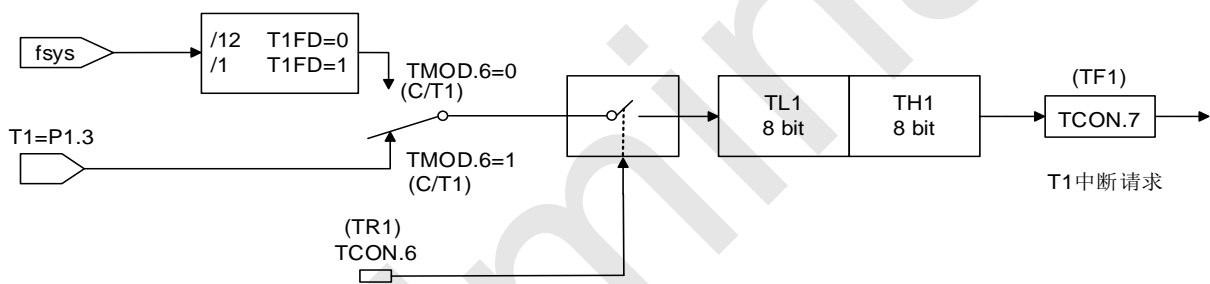 fsys
/12 T1FD=0
/1 T1FD=1
TMOD.6=0
(C/T1)
T1=P1.3
TMOD.6=1
(C/T1)
(TR1)
TCON.6
TL1
8 bit
TH1
8 bit
(TF1)
TCON.7
T1中断请求